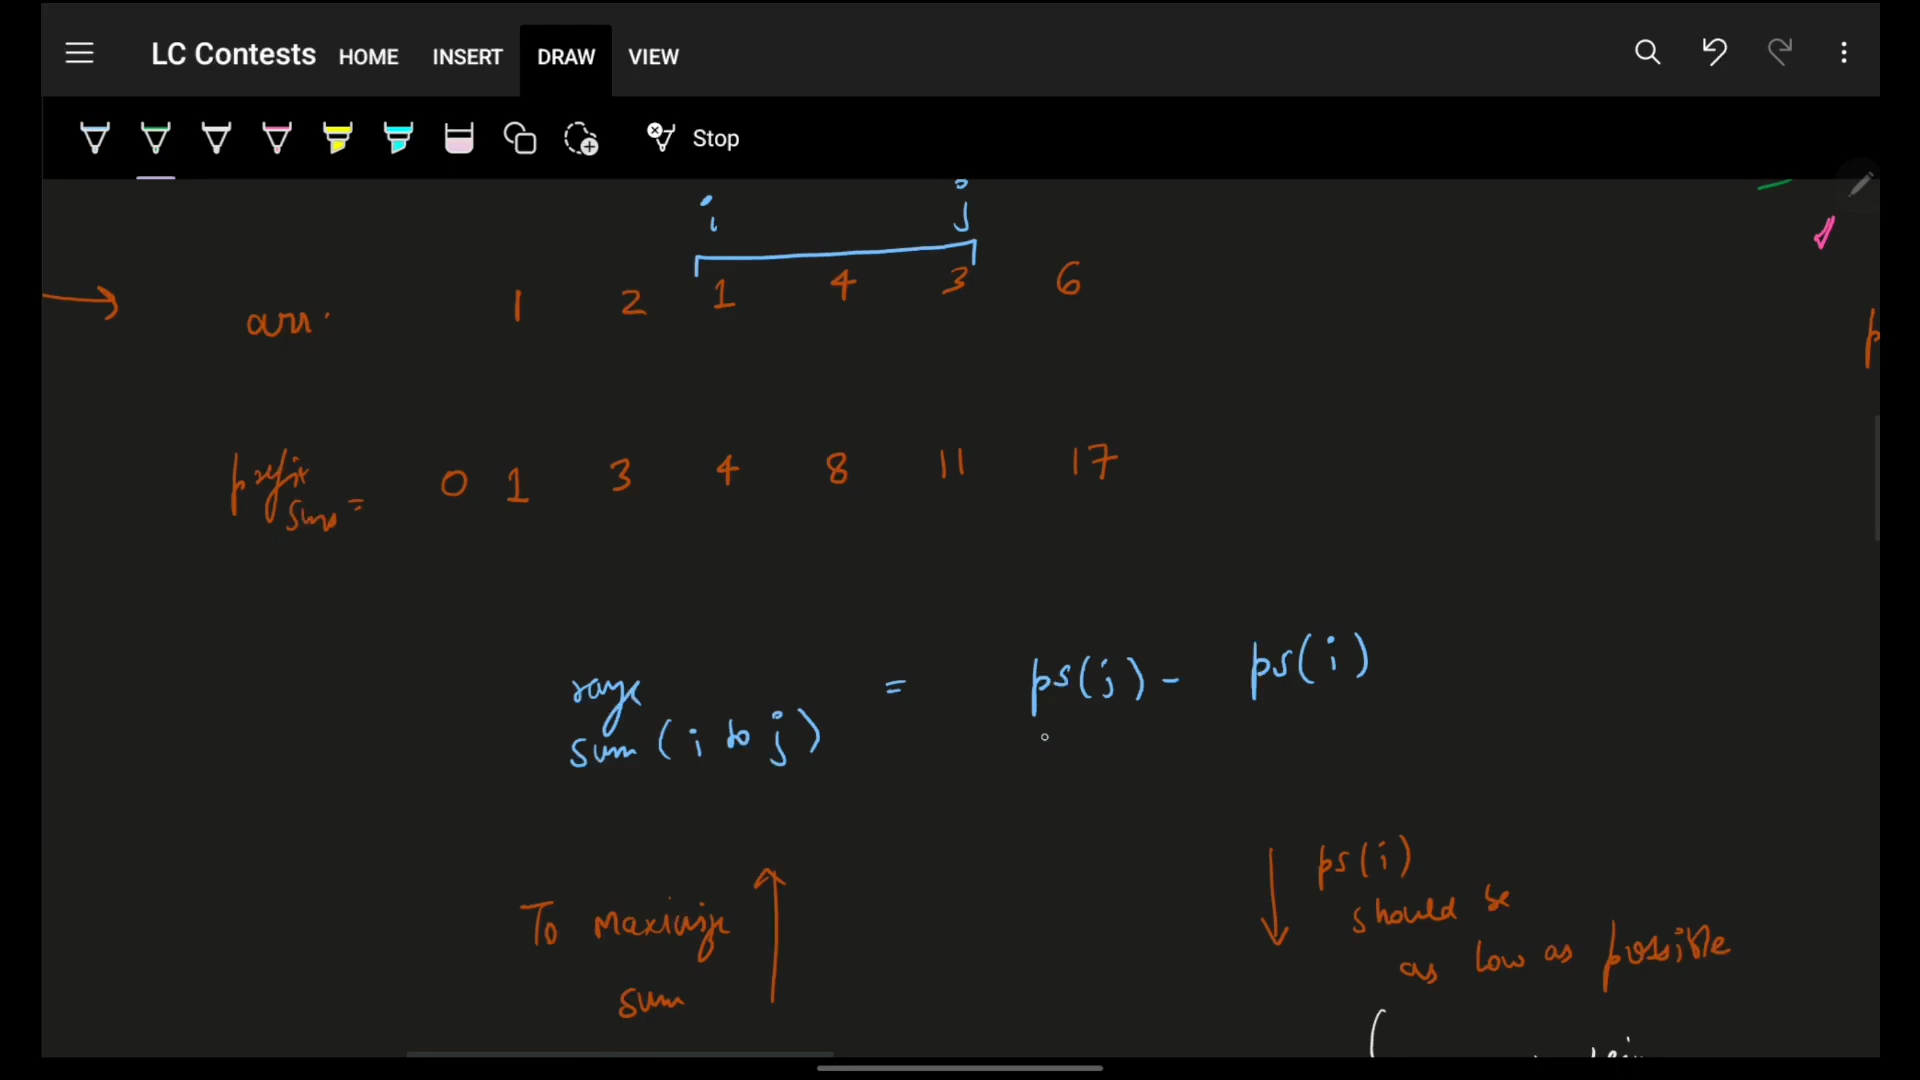 LC Contests HOME INSERT DRAW VIEW
Stop
i j
arr. 1 2 1 4 3 6
prefix sum = 0 1 3 4 8 11 17
range
sum (i to j) = ps(j) - ps(i)
To maximize
sum
ps(i)
should be
as low as possible